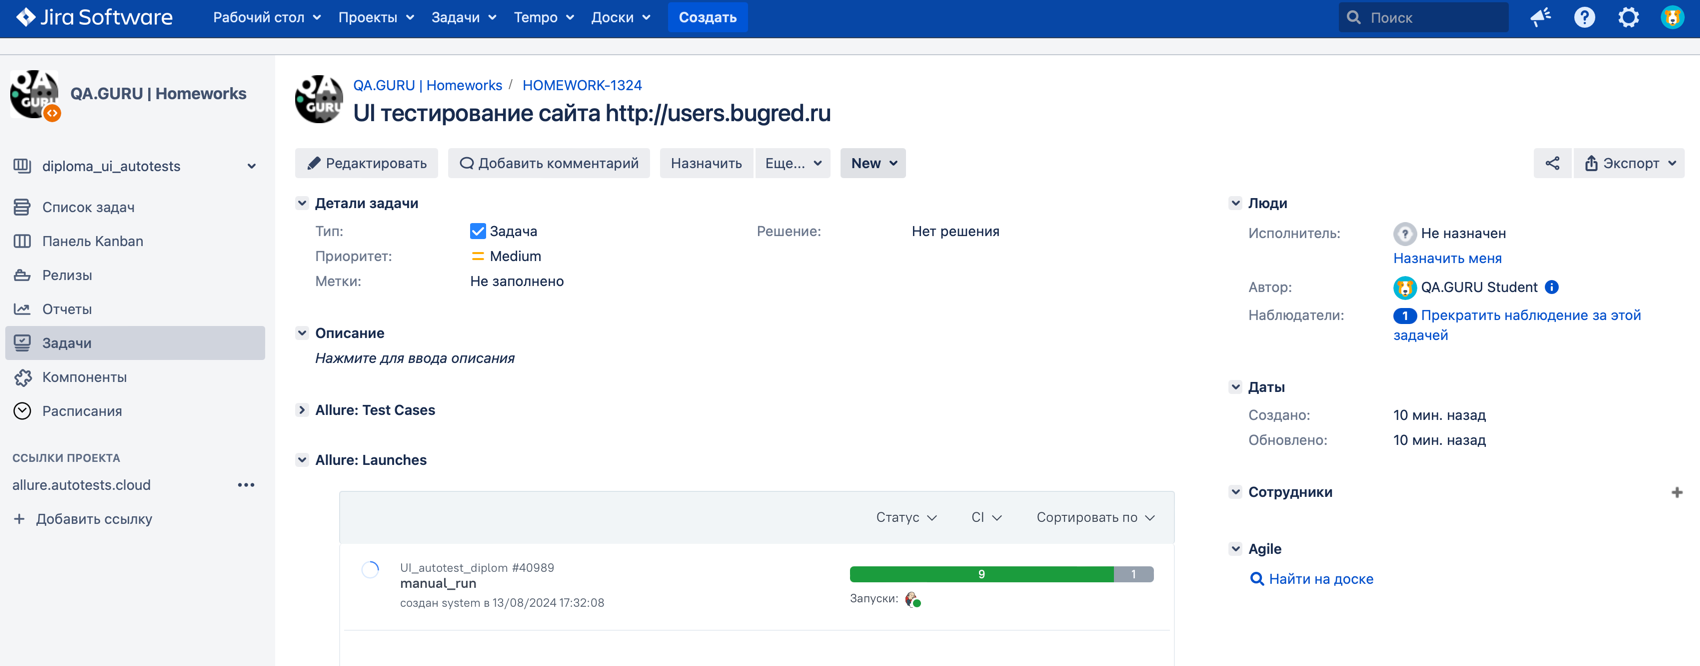 Jira Software Рабочий стол Проекты Задачи Tempo Доски Создать Поиск
QA GURU
QA.GURU | Homeworks
diploma_ui_autotests
Список задач
Панель Kanban
Релизы
Отчеты
Задачи
Компоненты
Расписания
ССЫЛКИ ПРОЕКТА
allure.autotests.cloud
Добавить ссылку
QA GURU
QA.GURU | Homeworks / HOMEWORK-1324
UI тестирование сайта http://users.bugred.ru
Редактировать Добавить комментарий Назначить Еще... New Экспорт
Детали задачи
Тип: Задача Решение: Нет решения
Приоритет: Medium
Метки: Не заполнено
Описание
Нажмите для ввода описания
Allure: Test Cases
Allure: Launches
Статус CI Сортировать по
UI_autotest_diplom #40989
manual_run
создан system в 13/08/2024 17:32:08
9 1
Запуски:
Люди
Исполнитель: Не назначен
Назначить меня
Автор: QA.GURU Student
Наблюдатели: 1 Прекратить наблюдение за этой
задачей
Даты
Создано: 10 мин. назад
Обновлено: 10 мин. назад
Сотрудники
Agile
Найти на доске